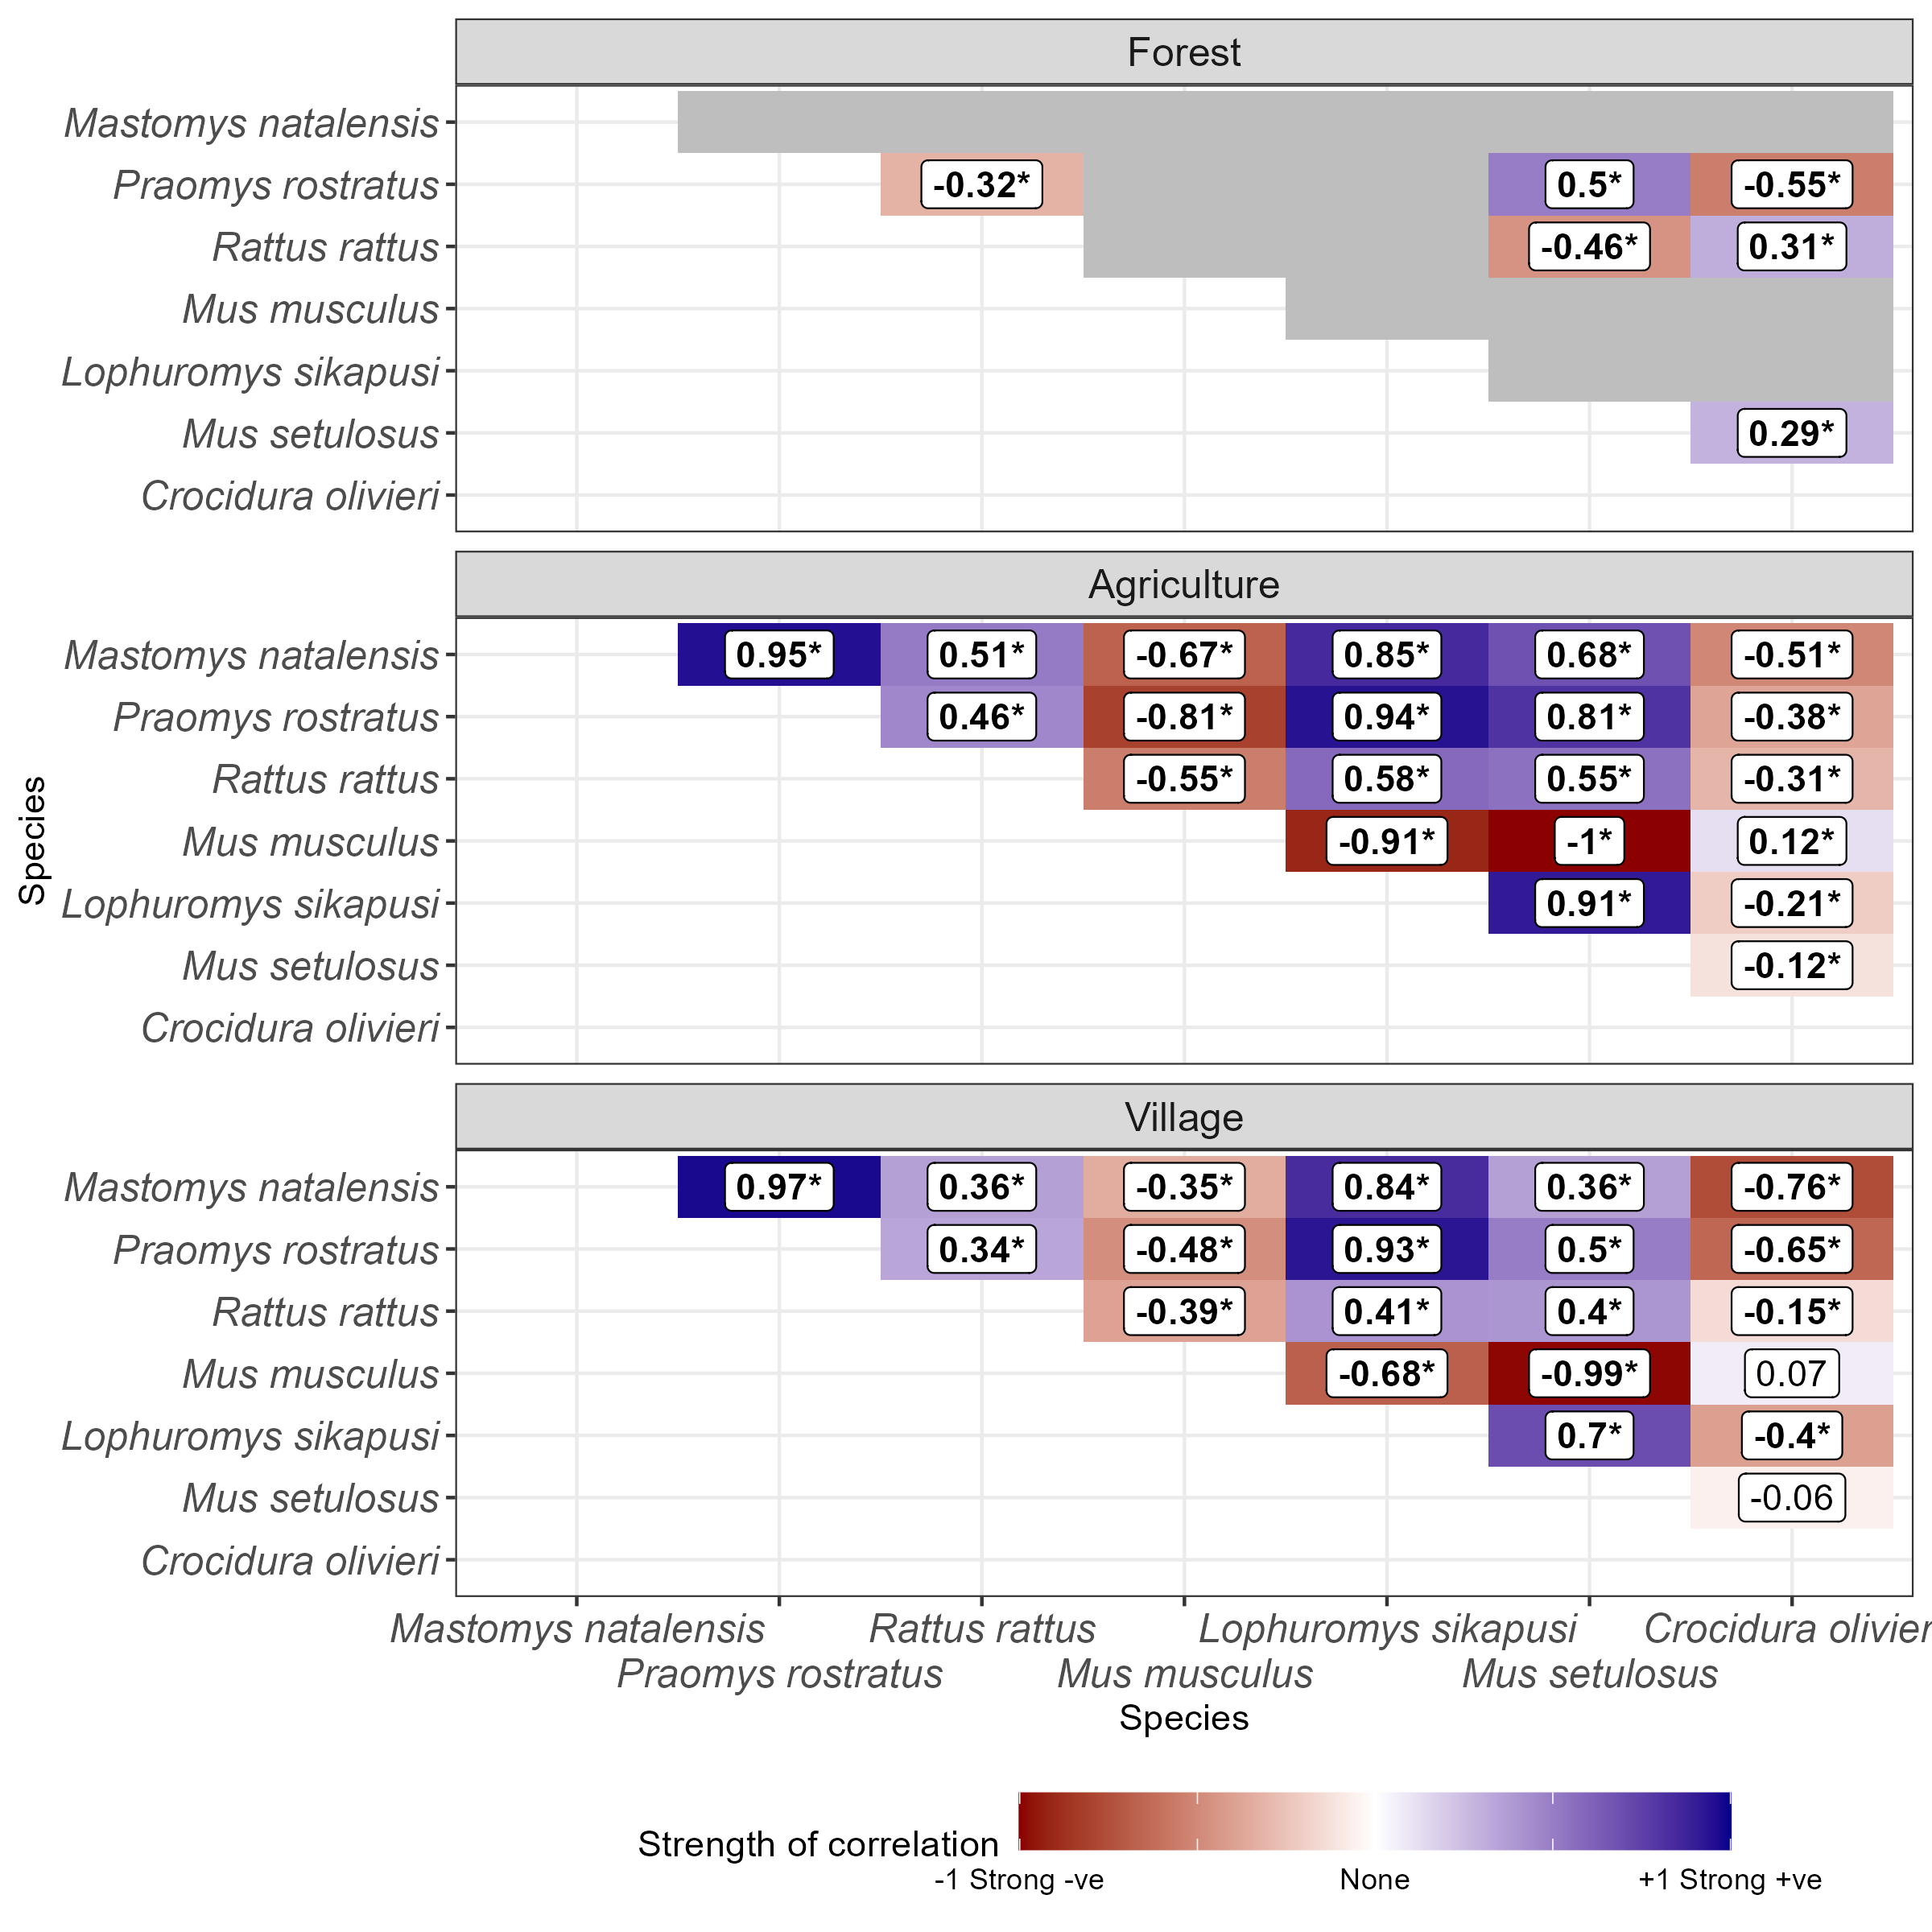 Forest
Mastomys natalensis
Praomys rostratus -0.32* 0.5* -0.55*
Rattus rattus -0.46* 0.31*
Mus musculus
Lophuromys sikapusi
Mus setulosus 0.29*
Crocidura olivieri
Agriculture
Mastomys natalensis 0.95* 0.51* -0.67* 0.85* 0.68* -0.51*
Praomys rostratus 0.46* -0.81* 0.94* 0.81* -0.38*
Rattus rattus -0.55* 0.58* 0.55* -0.31*
Mus musculus -0.91* -1* 0.12*
Lophuromys sikapusi 0.91* -0.21*
Mus setulosus -0.12*
Crocidura olivieri
Species
Village
Mastomys natalensis 0.97* 0.36* -0.35* 0.84* 0.36* -0.76*
Praomys rostratus 0.34* -0.48* 0.93* 0.5* -0.65*
Rattus rattus -0.39* 0.41* 0.4* -0.15*
Mus musculus -0.68* -0.99* 0.07
Lophuromys sikapusi 0.7* -0.4*
Mus setulosus -0.06
Crocidura olivieri
Mastomys natalensis Rattus rattus Lophuromys sikapusi Crocidura olivier
Praomys rostratus Mus musculus Mus setulosus
Species
Strength of correlation
-1 Strong -ve None +1 Strong +ve